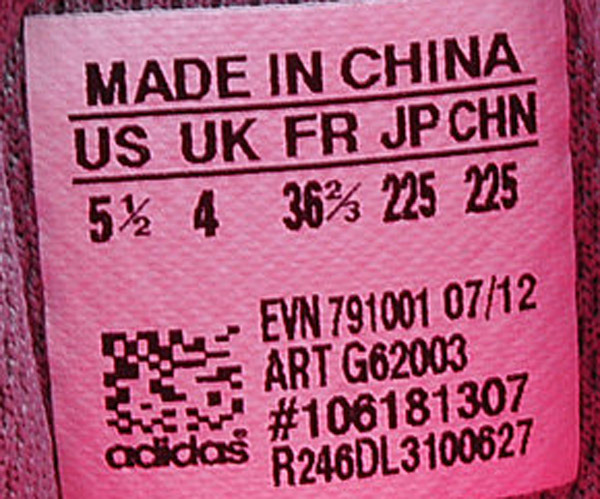 MADE IN CHINA
US UK FR JP CHN
5½ 4 36⅔ 225 225
EVN 791001 07/12
ART G62003
#106181307
R246DL3100627
adidas®